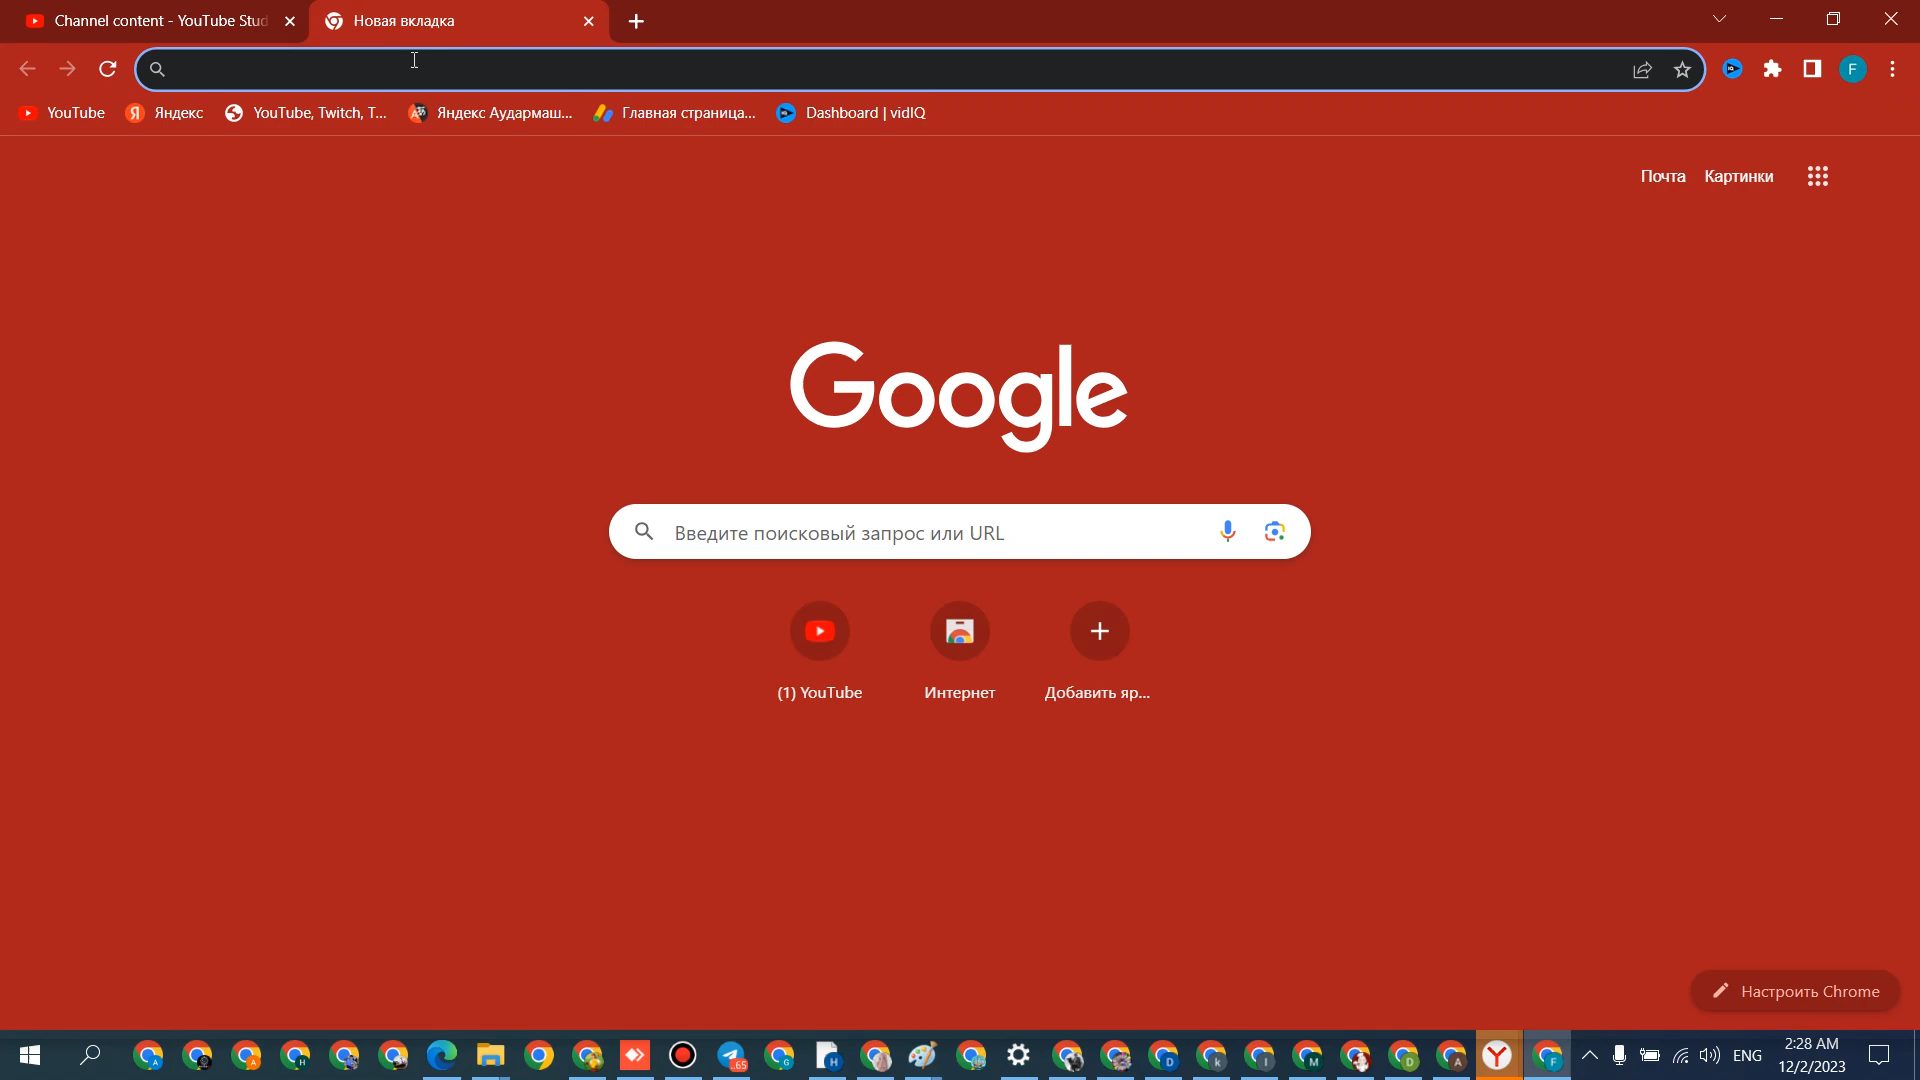 Channel content - YouTube Stud
Новая вкладка
F
YouTube
Яндекс
YouTube, Twitch, T...
Яндекс Аудармаш...
Главная страница...
Dashboard | vidIQ
Почта
Картинки
Google
Введите поисковый запрос или URL
(1) YouTube
Интернет
Добавить яр...
Настроить Chrome
ENG
2:28 AM
12/2/2023